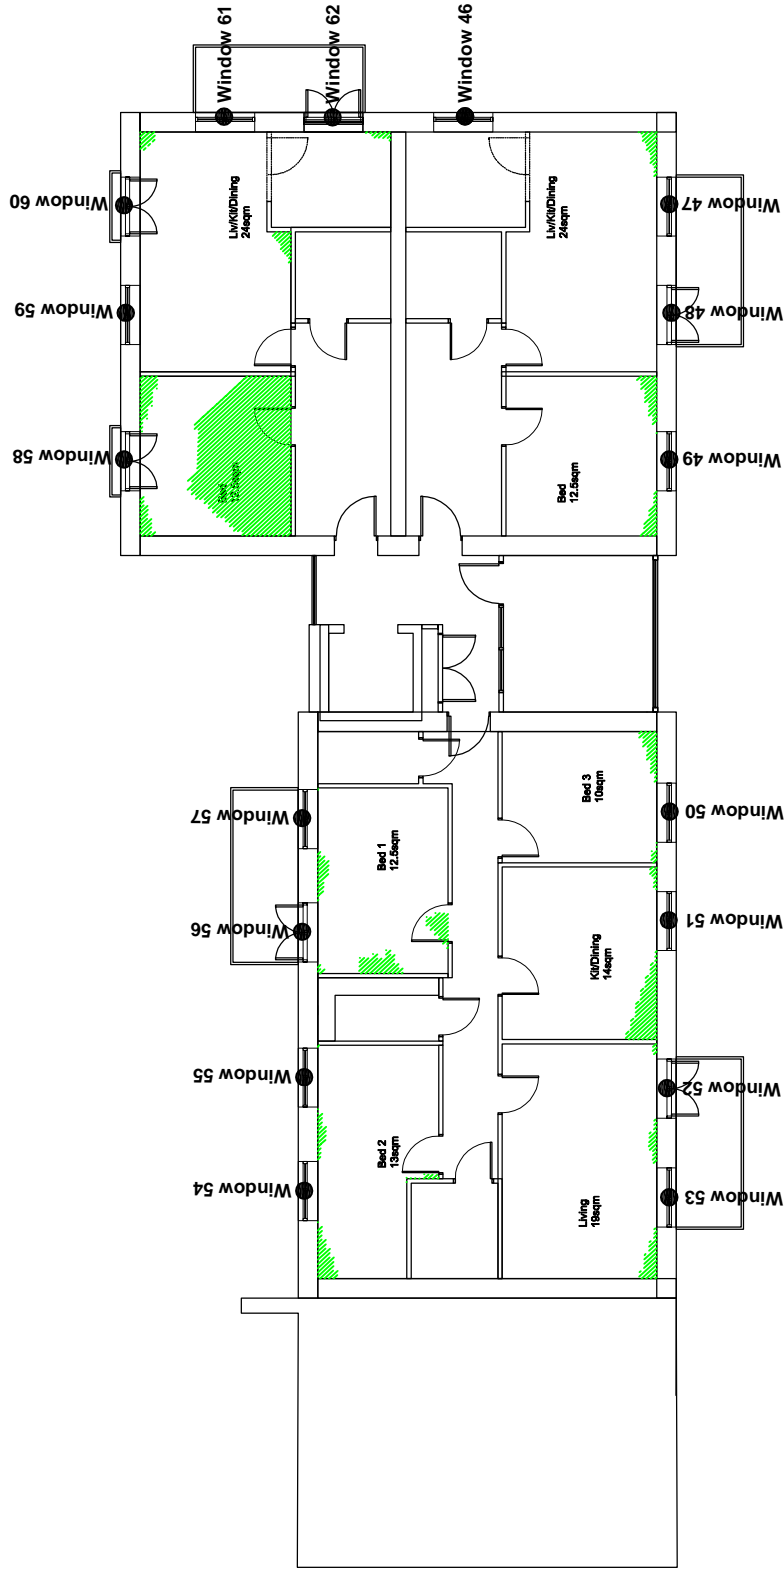 Window 61
Window 62
Window 46
Window 60
Window 59
Window 58
Window 47
Window 48
Window 49
Liv/Kit/Dining
24sqm
Liv/Kit/Dining
24sqm
Bed
12.5sqm
Bed
12.5sqm
Window 57
Window 56
Window 55
Window 54
Window 50
Window 51
Window 52
Window 53
Bed 1
12.5sqm
Bed 3
10sqm
Kit/Dining
14sqm
Bed 2
13sqm
Living
19sqm